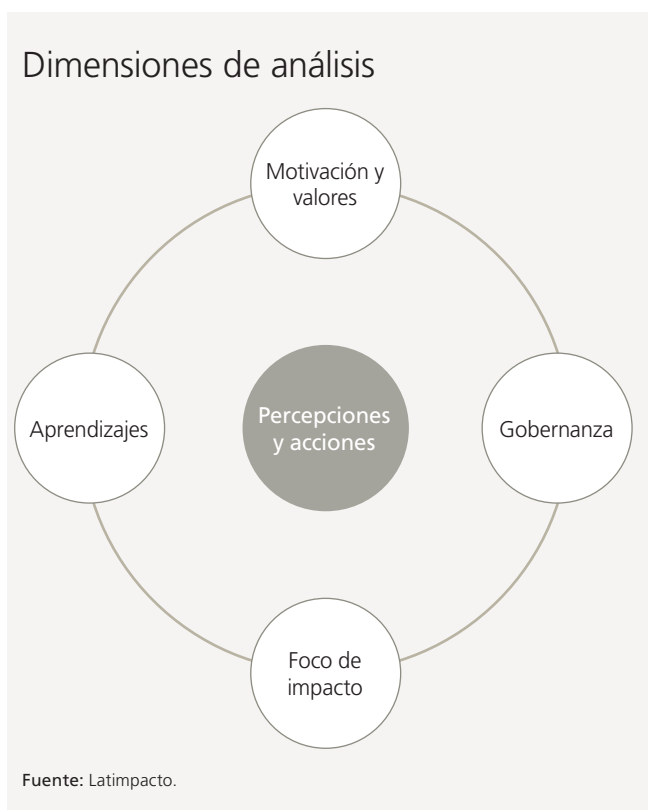 Dimensiones de análisis
Motivación y
valores
Aprendizajes
Percepciones
y acciones
Gobernanza
Foco de
impacto
Fuente: Latimpacto.